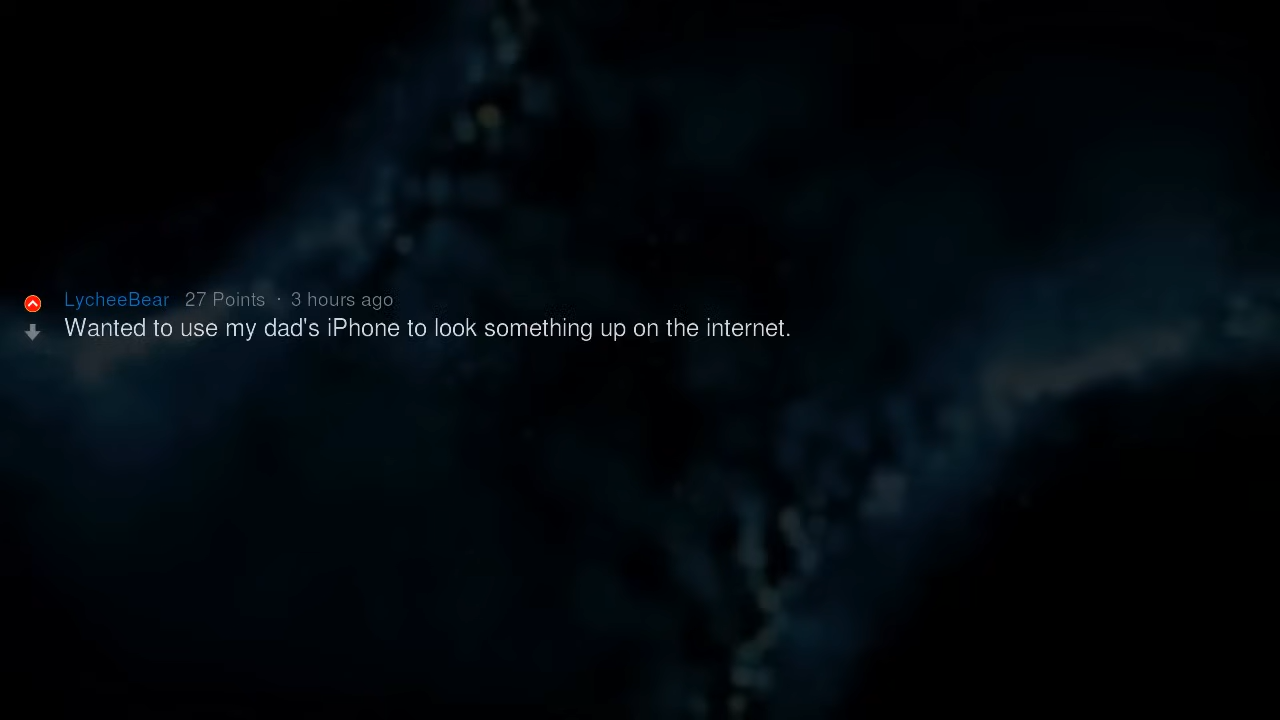 LycheeBear 27 Points · 3 hours ago
Wanted to use my dad's iPhone to look something up on the internet.